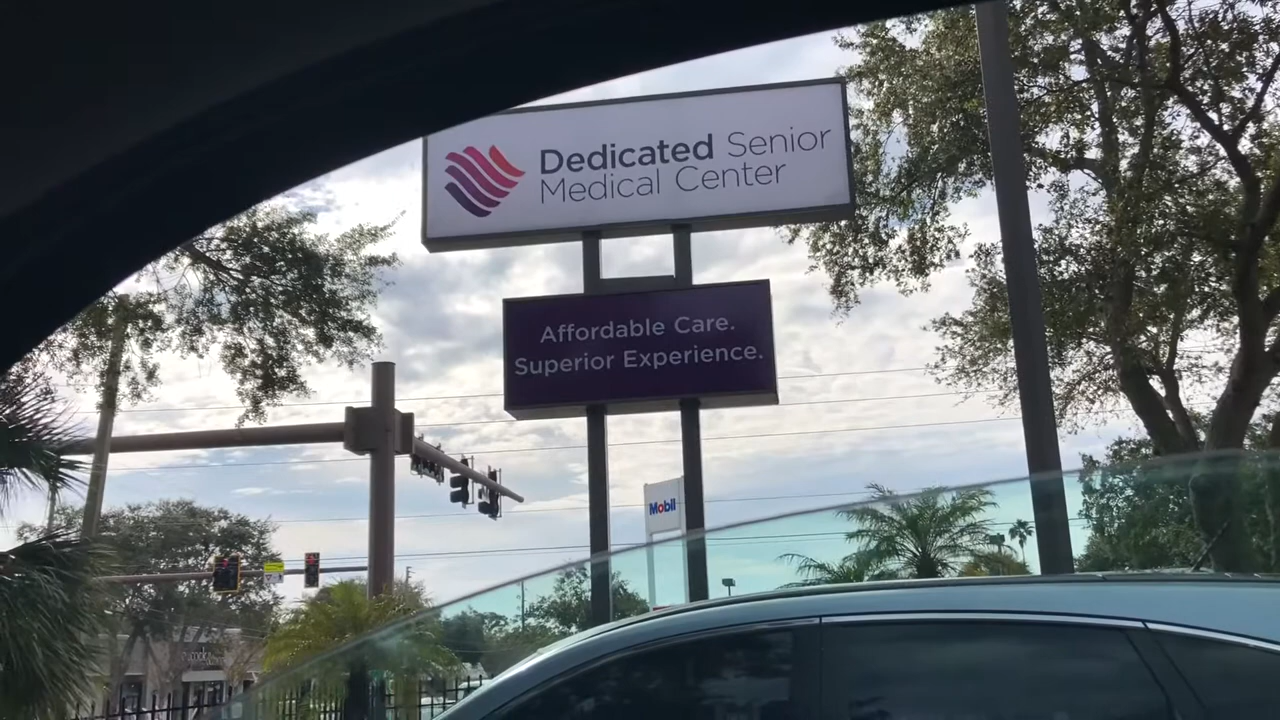 Dedicated Senior
Medical Center
Affordable Care.
Superior Experience.
Mobil